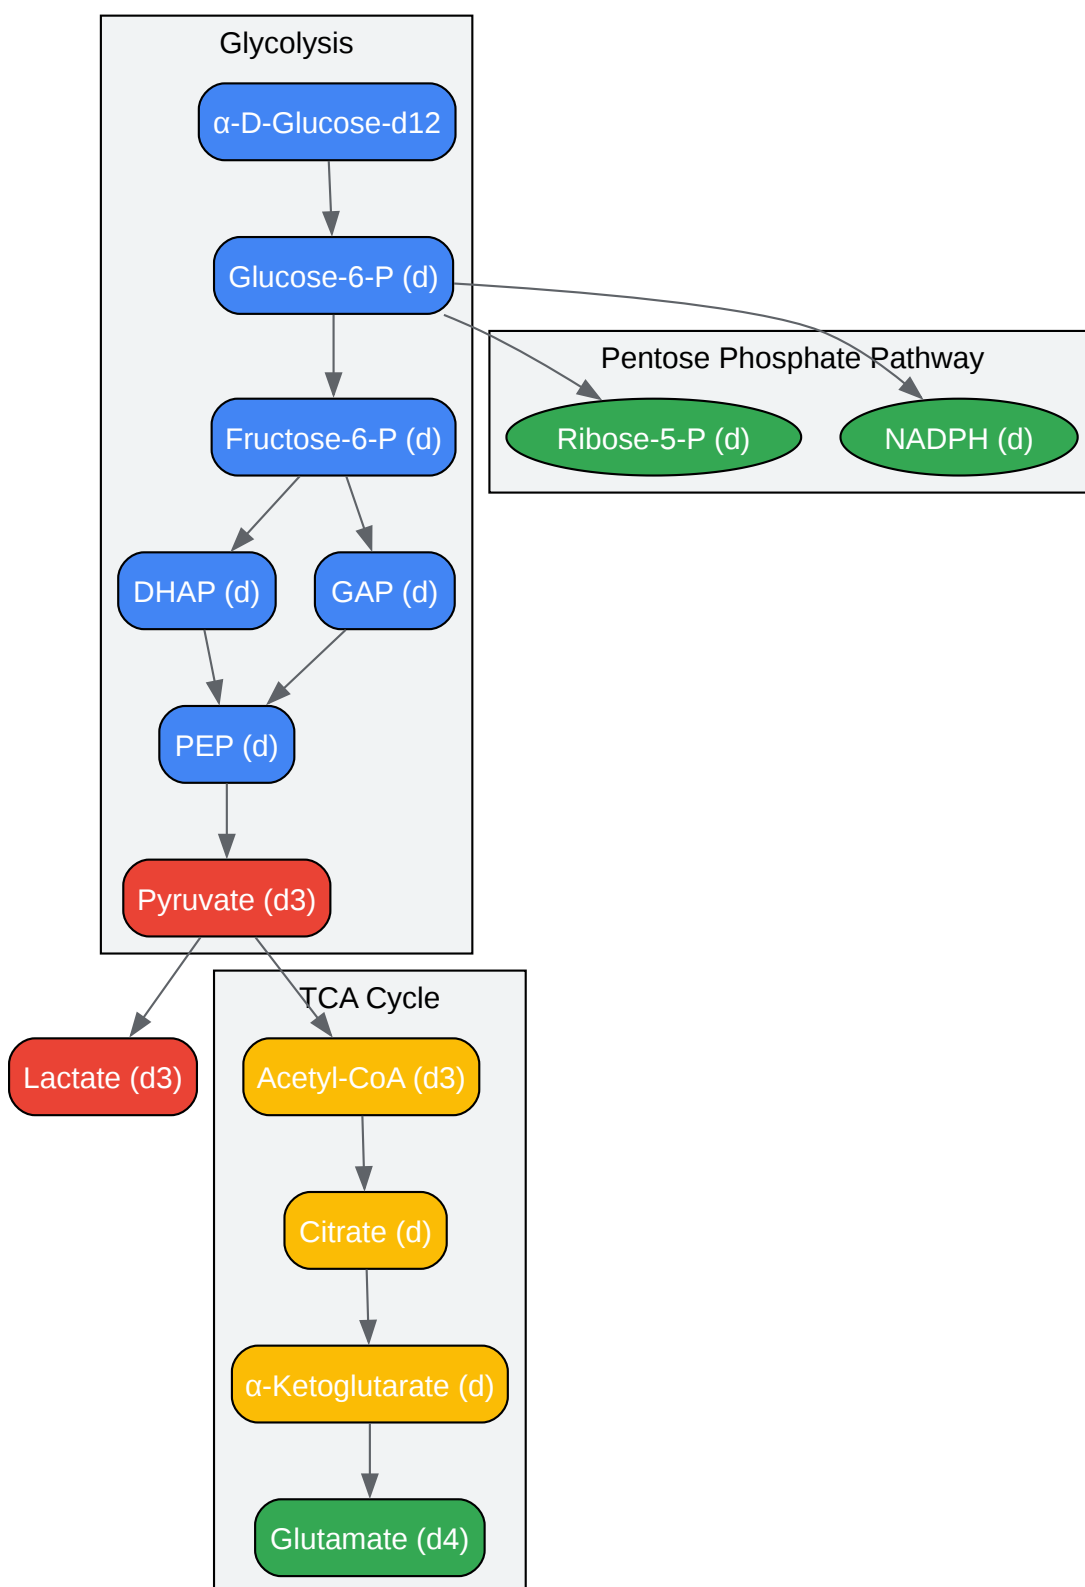 Glycolysis
α-D-Glucose-d12
Glucose-6-P (d)
Pentose Phosphate Pathway
Fructose-6-P (d)
Ribose-5-P (d)
NADPH (d)
DHAP (d)
GAP (d)
PEP (d)
Pyruvate (d3)
TCA Cycle
Lactate (d3)
Acetyl-CoA (d3)
Citrate (d)
α-Ketoglutarate (d)
Glutamate (d4)